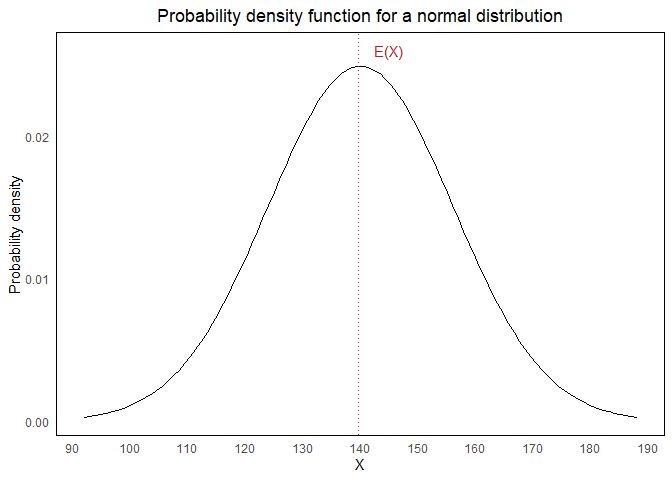 Probability density function for a normal distribution
E(X)
0.02
0.01
0.00
Probability density
90 100 110 120 130 140 150 160 170 180 190
X